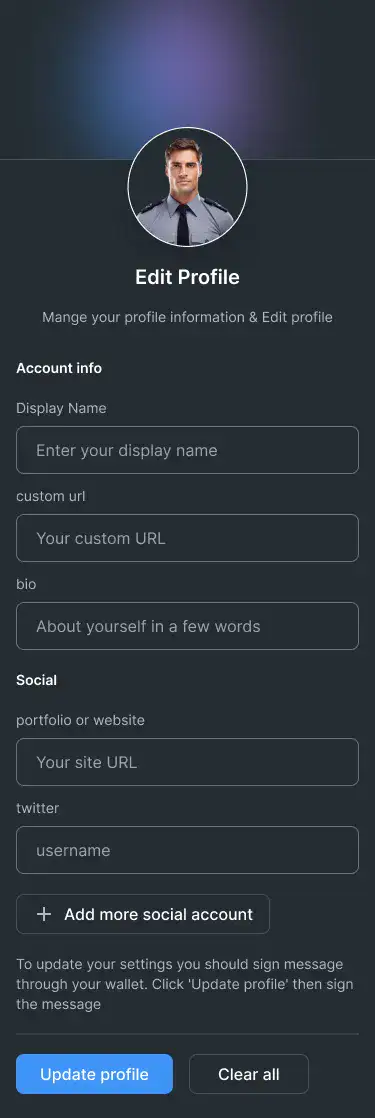 Edit Profile
Mange your profile information & Edit profile
Account info
Display Name
Enter your display name
custom url
Your custom URL
bio
About yourself in a few words
Social
portfolio or website
Your site URL
twitter
username
Add more social account
To update your settings you should sign message
through your wallet. Click 'Update profile' then sign
the message
Update profile
Clear all